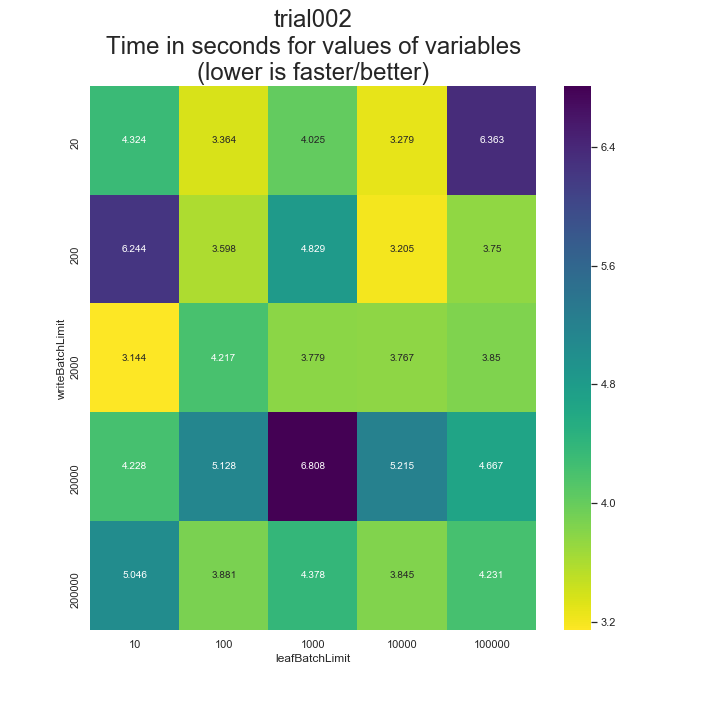 trial002
Time in seconds for values of variables
(lower is faster/better)
20 4.324 3.364 4.025 3.279 6.363
200 6.244 3.598 4.829 3.205 3.75
2000 3.144 4.217 3.779 3.767 3.85
20000 4.228 5.128 6.808 5.215 4.667
200000 5.046 3.881 4.378 3.845 4.231
writeBatchLimit
10 100 1000 10000 100000
leafBatchLimit
6.4
5.6
4.8
4.0
3.2